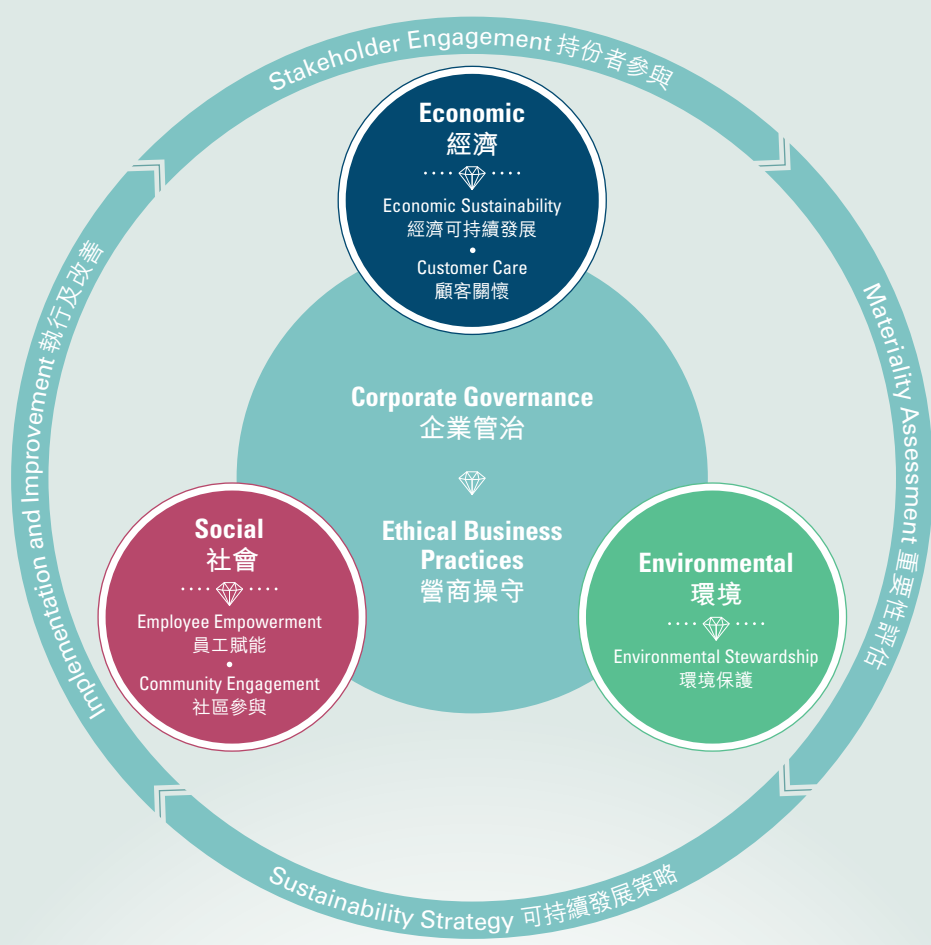 Stakeholder Engagement 持份者參與
Economic
經濟
Economic Sustainability
經濟可持續發展
•
Customer Care
顧客關懷
Materiality Assessment 重要性評估
Corporate Governance
企業管治
Ethical Business
Practices
營商操守
Social
社會
Employee Empowerment
員工賦能
•
Community Engagement
社區參與
Environmental
環境
Environmental Stewardship
環境保護
Sustainability Strategy 可持續發展策略
Implementation and Improvement 執行及改善